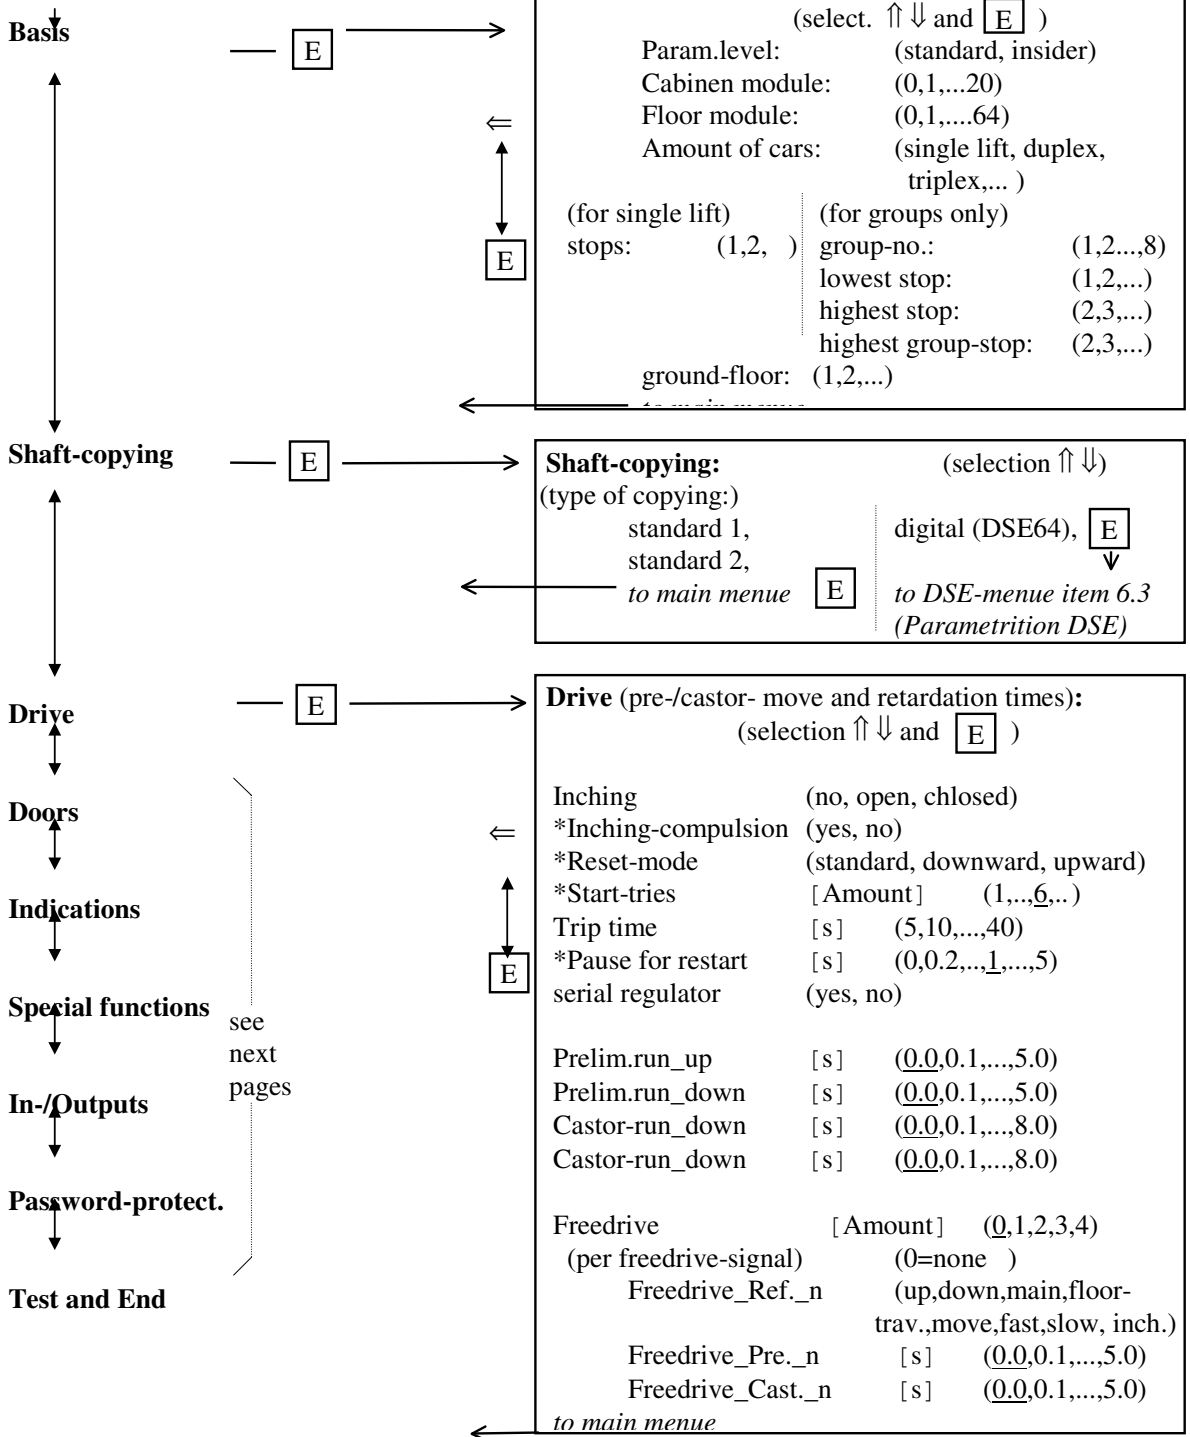 Basis
E
(select. ⇑⇓ and E )
Param.level: (standard, insider)
Cabinen module: (0,1,...20)
Floor module: (0,1,....64)
⇐
Amount of cars: (single lift, duplex,
triplex,... )
(for single lift) (for groups only)
stops: (1,2, ) group-no.: (1,2...,8)
E
lowest stop: (1,2,...)
highest stop: (2,3,...)
highest group-stop: (2,3,...)
ground-floor: (1,2,...)
to main menue
Shaft-copying
E
Shaft-copying: (selection ⇑⇓)
(type of copying:)
standard 1, digital (DSE64), E
standard 2,
to main menue E to DSE-menue item 6.3
(Parametrition DSE)
Drive
E
Drive (pre-/castor- move and retardation times):
(selection ⇑⇓ and E )
Doors
Indications
Special functions
In-/Outputs
Password-protect.
Test and End
see
next
pages
⇐
E
Inching (no, open, chlosed)
*Inching-compulsion (yes, no)
*Reset-mode (standard, downward, upward)
*Start-tries [Amount] (1,..,6,..)
Trip time [s] (5,10,...,40)
*Pause for restart [s] (0,0.2,..,1,...,5)
serial regulator (yes, no)
Prelim.run_up [s] (0.0,0.1,...,5.0)
Prelim.run_down [s] (0.0,0.1,...,5.0)
Castor-run_down [s] (0.0,0.1,...,8.0)
Castor-run_down [s] (0.0,0.1,...,8.0)
Freedrive [Amount] (0,1,2,3,4)
(per freedrive-signal) (0=none )
Freedrive_Ref._n (up,down,main,floor-
trav.,move,fast,slow, inch.)
Freedrive_Pre._n [s] (0.0,0.1,...,5.0)
Freedrive_Cast._n [s] (0.0,0.1,...,5.0)
to main menue